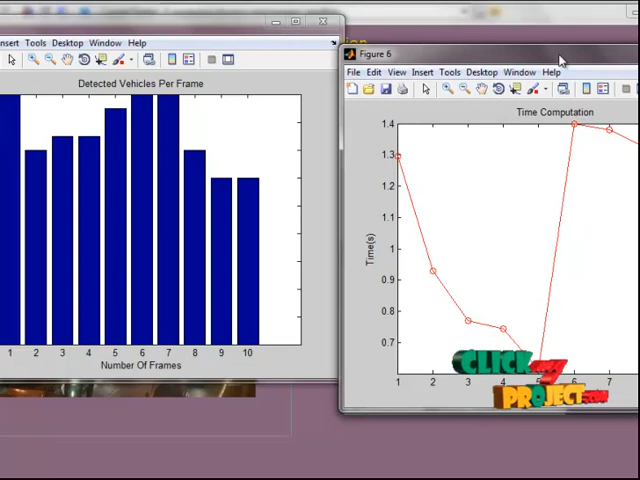 nsert Tools Desktop Window Help
Detected Vehicles Per Frame
1 2 3 4 5 6 7 8 9 10
Number Of Frames
Figure 6
File Edit View Insert Tools Desktop Window Help
Time Computation
1.4
1.3
1.2
1.1
1
0.9
0.8
0.7
Time(s)
1 2 3 4 5 6 7
CLICK
MY
PROJECT.COM